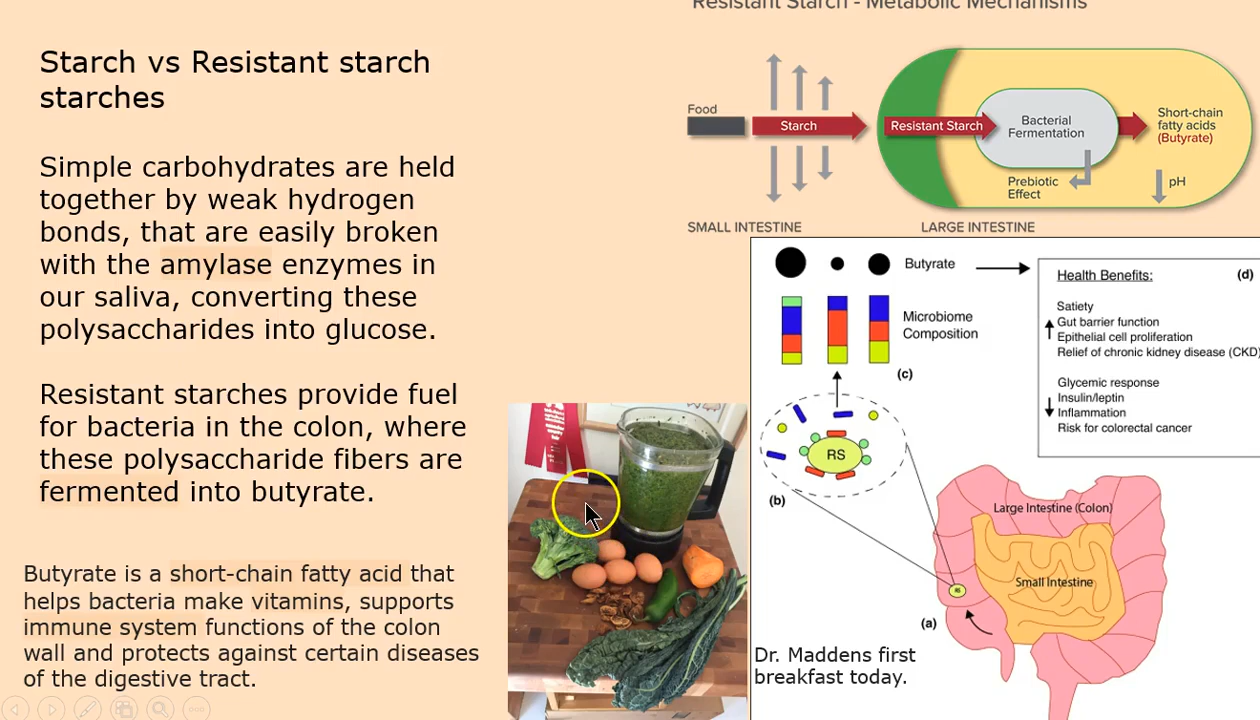 Resistant Starch - Metabolic Mechanisms
Starch vs Resistant starch
starches
Simple carbohydrates are held
together by weak hydrogen
bonds, that are easily broken
with the amylase enzymes in
our saliva, converting these
polysaccharides into glucose.
Resistant starches provide fuel
for bacteria in the colon, where
these polysaccharide fibers are
fermented into butyrate.
Butyrate is a short-chain fatty acid that
helps bacteria make vitamins, supports
immune system functions of the colon
wall and protects against certain diseases
of the digestive tract.
Food
Starch
Resistant Starch
Bacterial
Fermentation
Short-chain
fatty acids
(Butyrate)
Prebiotic
Effect
pH
SMALL INTESTINE
LARGE INTESTINE
Butyrate
Microbiome
Composition
(c)
Health Benefits:
(d)
Satiety
Gut barrier function
Epithelial cell proliferation
Relief of chronic kidney disease (CKD)
Glycemic response
Insulin/leptin
Inflammation
Risk for colorectal cancer
RS
(b)
Large Intestine (Colon)
Small Intestine
RS
(a)
Dr. Maddens first
breakfast today.